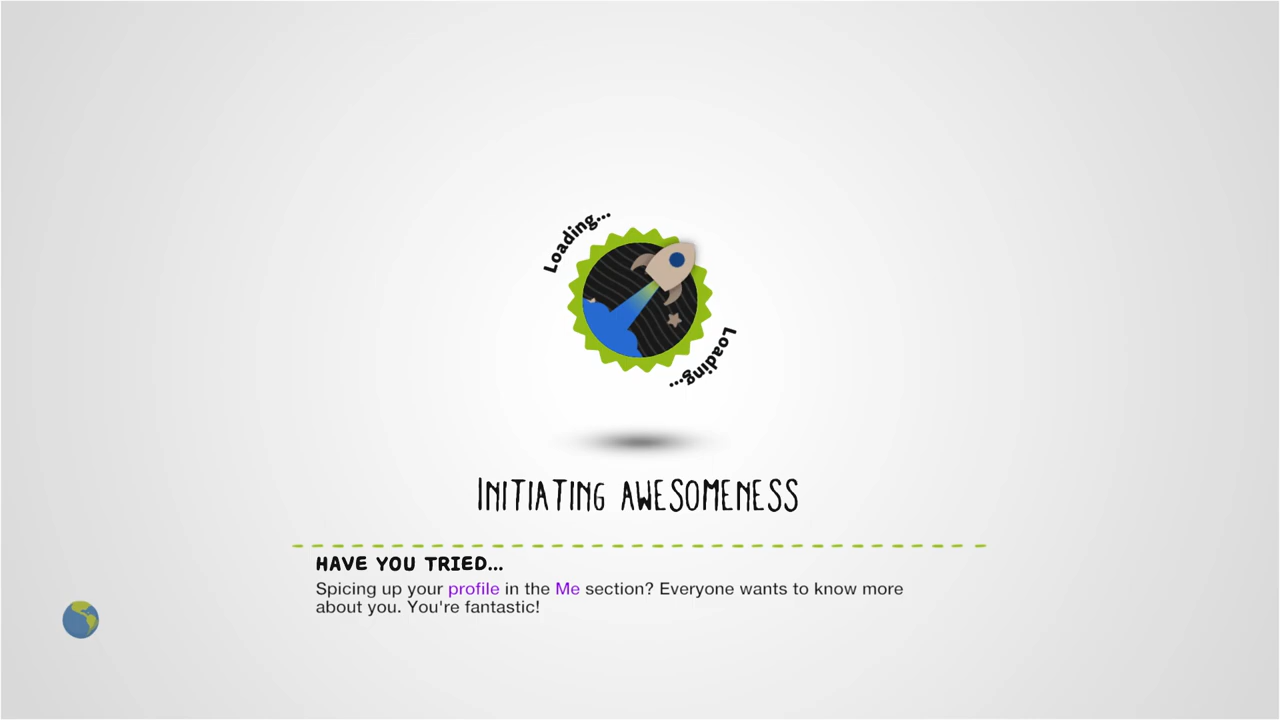 Loading...
Loading...
INITIATING AWESOMENESS
HAVE YOU TRIED...
Spicing up your profile in the Me section? Everyone wants to know more
about you. You're fantastic!